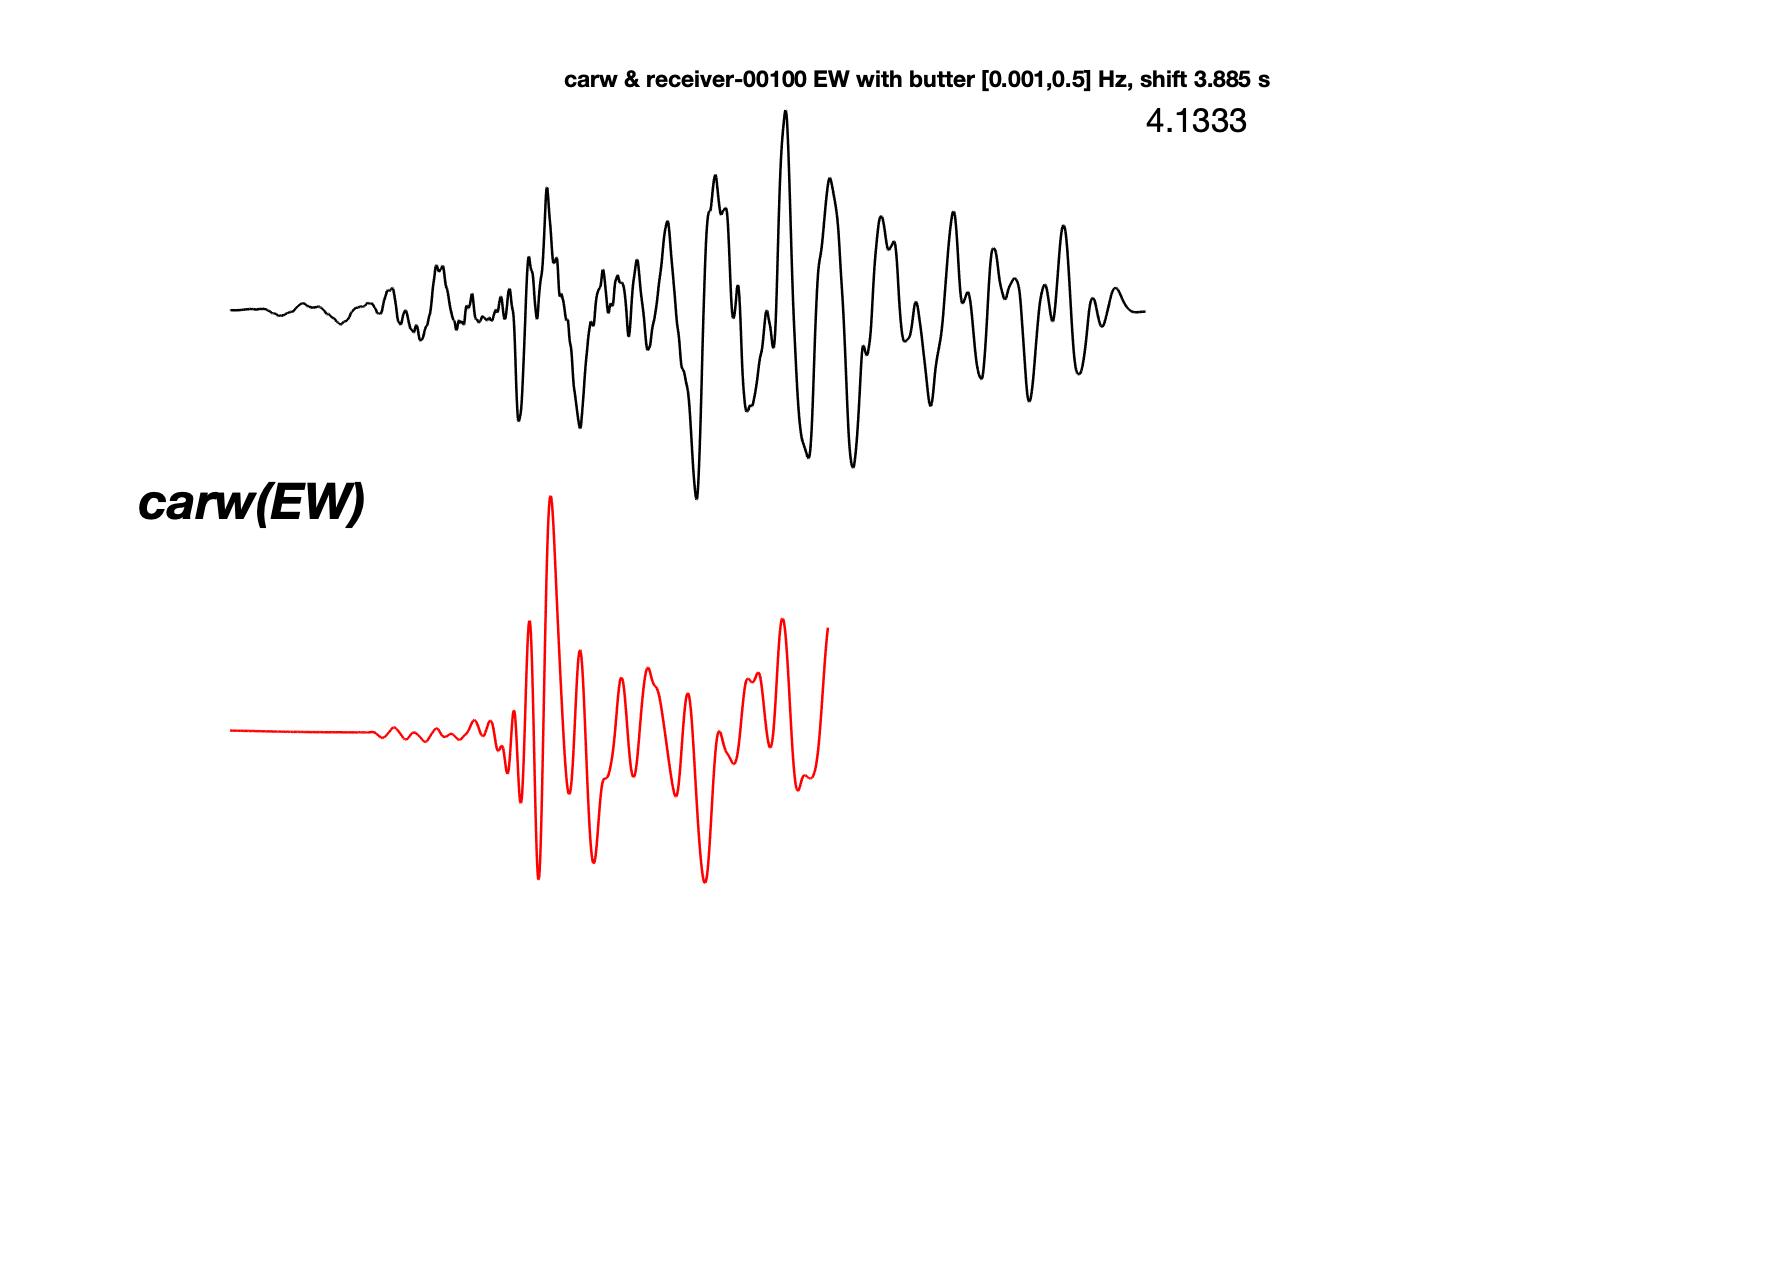 carw & receiver-00100 EW with butter [0.001,0.5] Hz, shift 3.885 s
4.1333
carw(EW)